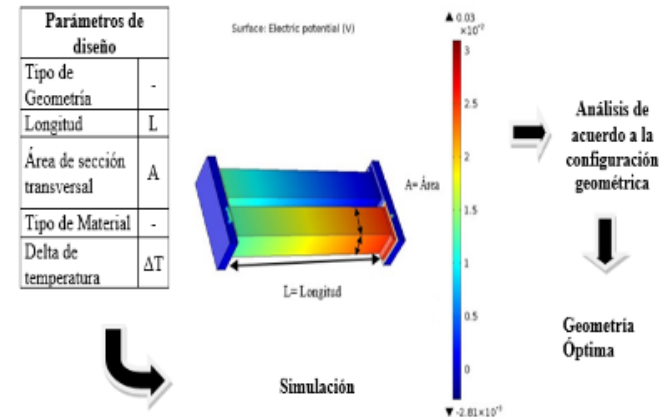 Parámetros de
diseño
Tipo de
Geometría
-
Longitud
L
Área de sección
transversal
A
Tipo de Material
-
Delta de
temperatura
ΔT
Surface: Electric potential (V)
A= Área
L= Longitud
Simulación
▲ 0.03
3
2.5
2
1.5
1
0.5
0
Análisis de
acuerdo a la
configuración
geométrica
Geometría
Óptima